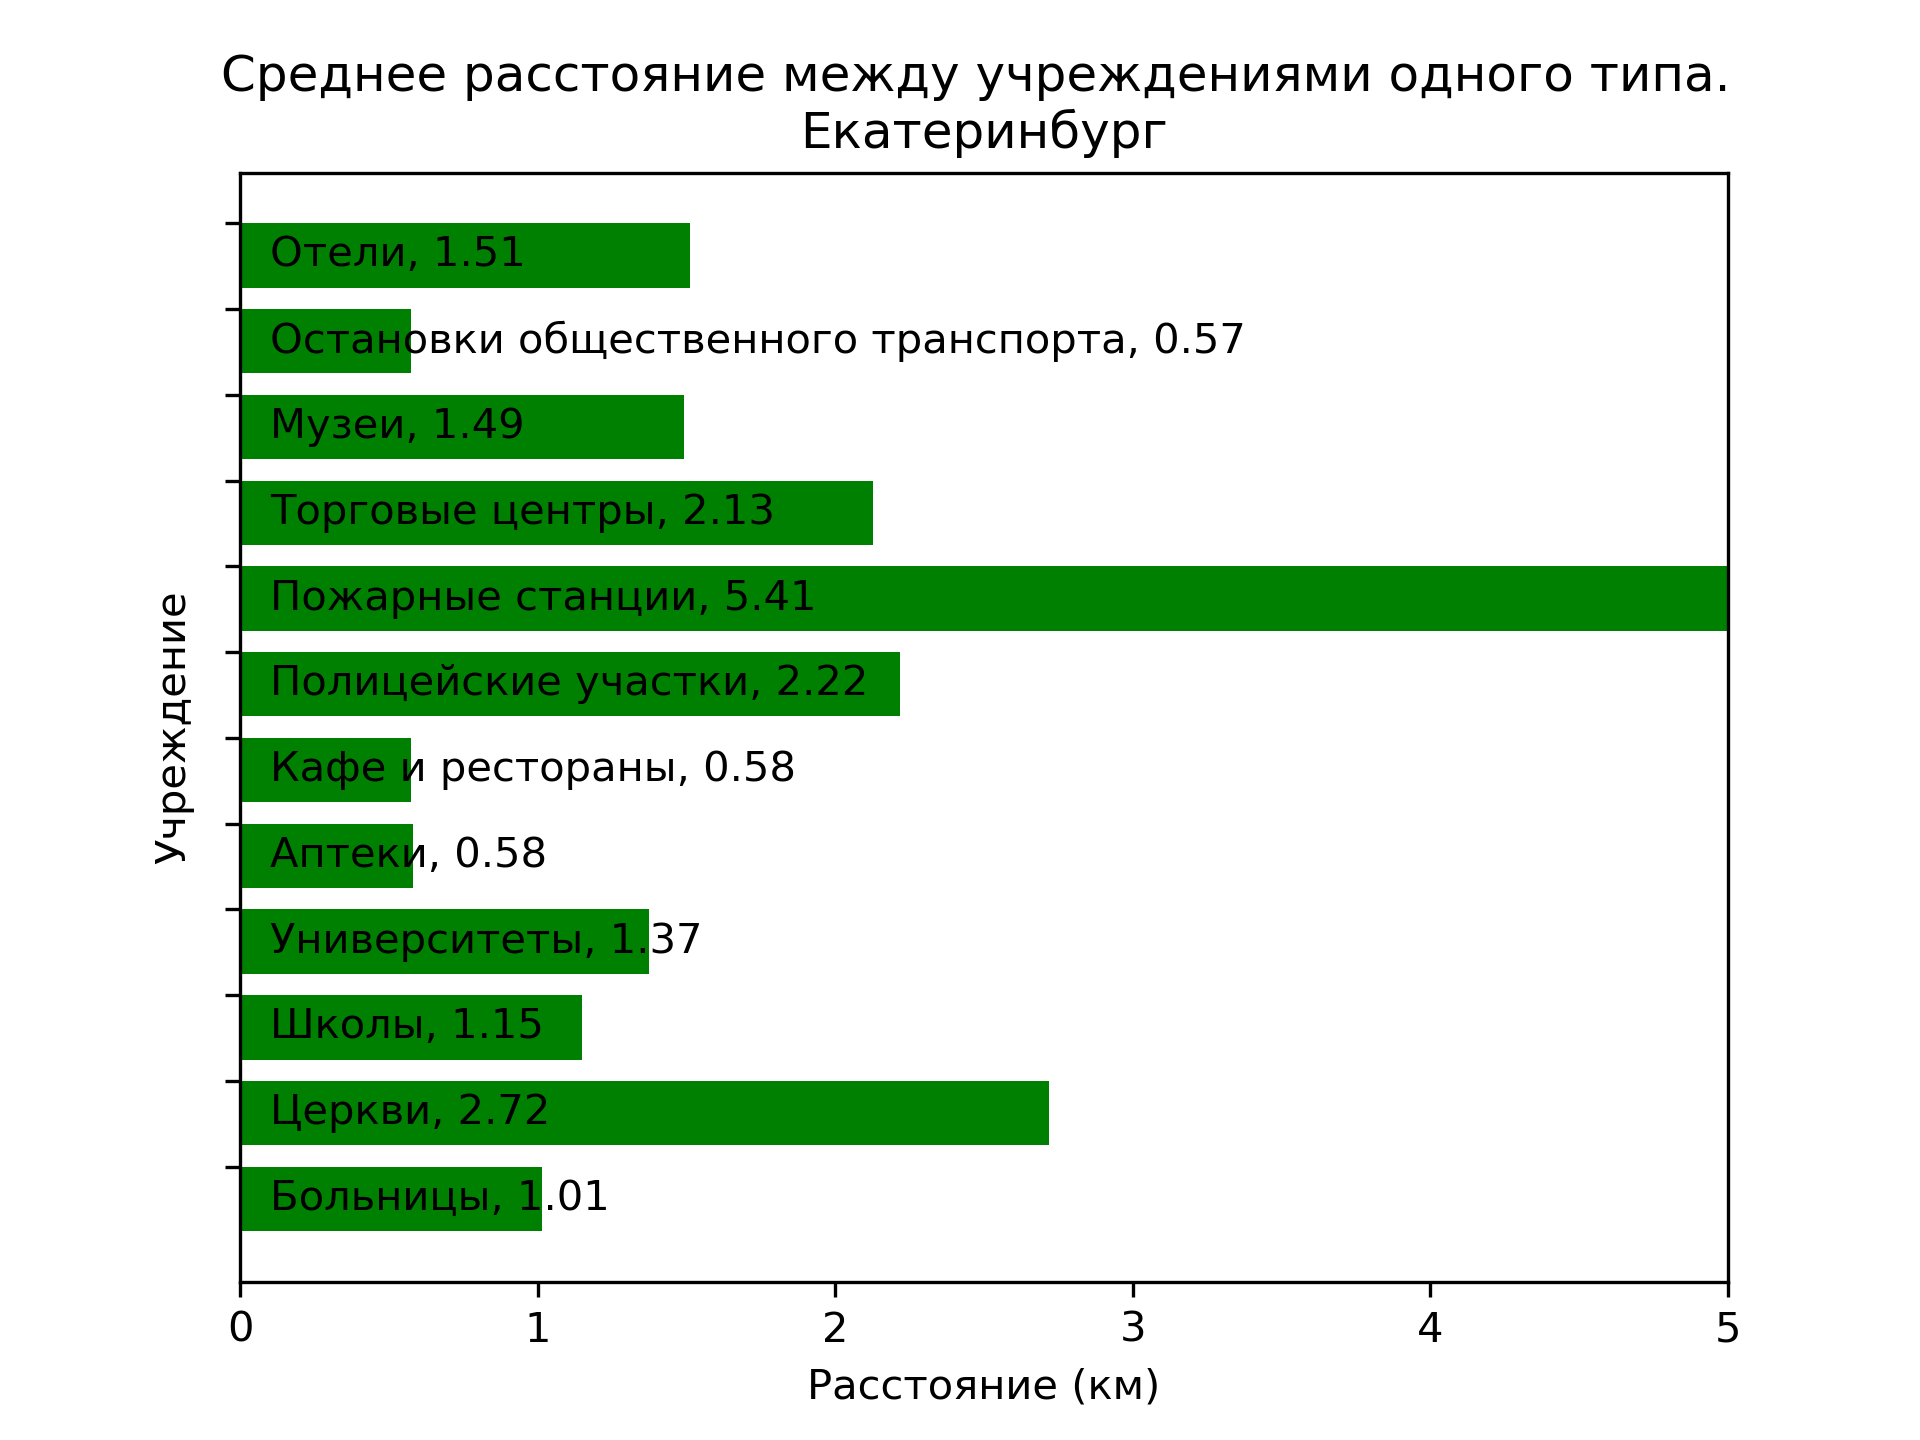 Среднее расстояние между учреждениями одного типа.
Екатеринбург
Отели, 1.51
Остановки общественного транспорта, 0.57
Музеи, 1.49
Торговые центры, 2.13
Пожарные станции, 5.41
Полицейские участки, 2.22
Кафе и рестораны, 0.58
Аптеки, 0.58
Университеты, 1.37
Школы, 1.15
Церкви, 2.72
Больницы, 1.01
Учреждение
0 1 2 3 4 5
Расстояние (км)